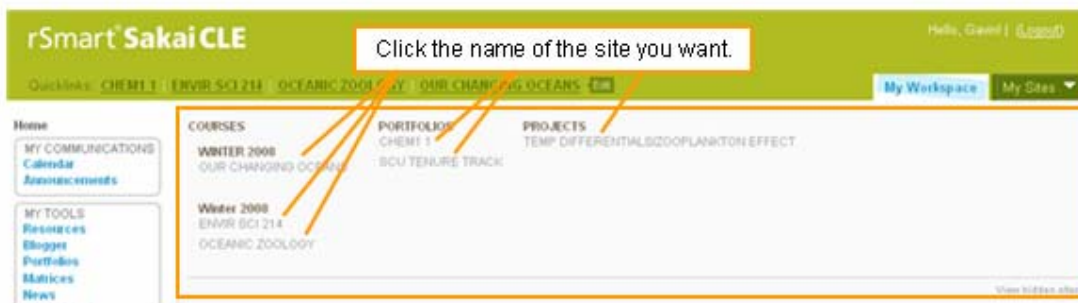 rSmart Sakai CLE
Hello, Gavin! | (Logout)
Click the name of the site you want.
Quicklinks: CHEM1 1 | ENVIR SCI 214 | OCEANIC ZOOLOGY | OUR CHANGING OCEANS Edit
My Workspace My Sites
Home
MY COMMUNICATIONS
Calendar
Announcements
MY TOOLS
Resources
Blogger
Portfolios
Matrices
News
COURSES
WINTER 2008
OUR CHANGING OCEANS
Winter 2008
ENVIR SCI 214
OCEANIC ZOOLOGY
PORTFOLIOS
CHEM1 1
SCU TENURE TRACK
PROJECTS
TEMP DIFFERENTIALS/ZOOPLANKTON EFFECT
View hidden sites